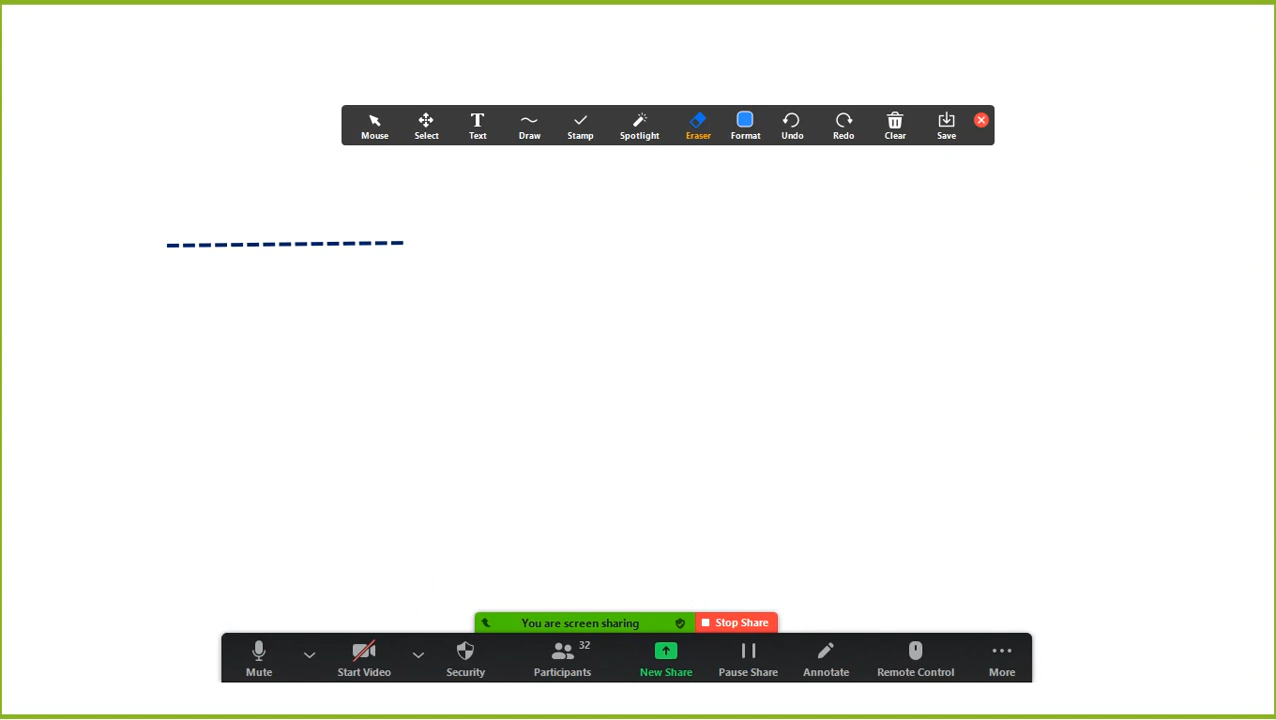 Mouse Select Text Draw Stamp Spotlight Eraser Format Undo Redo Clear Save
You are screen sharing Stop Share
32
Mute Start Video Security Participants New Share Pause Share Annotate Remote Control More